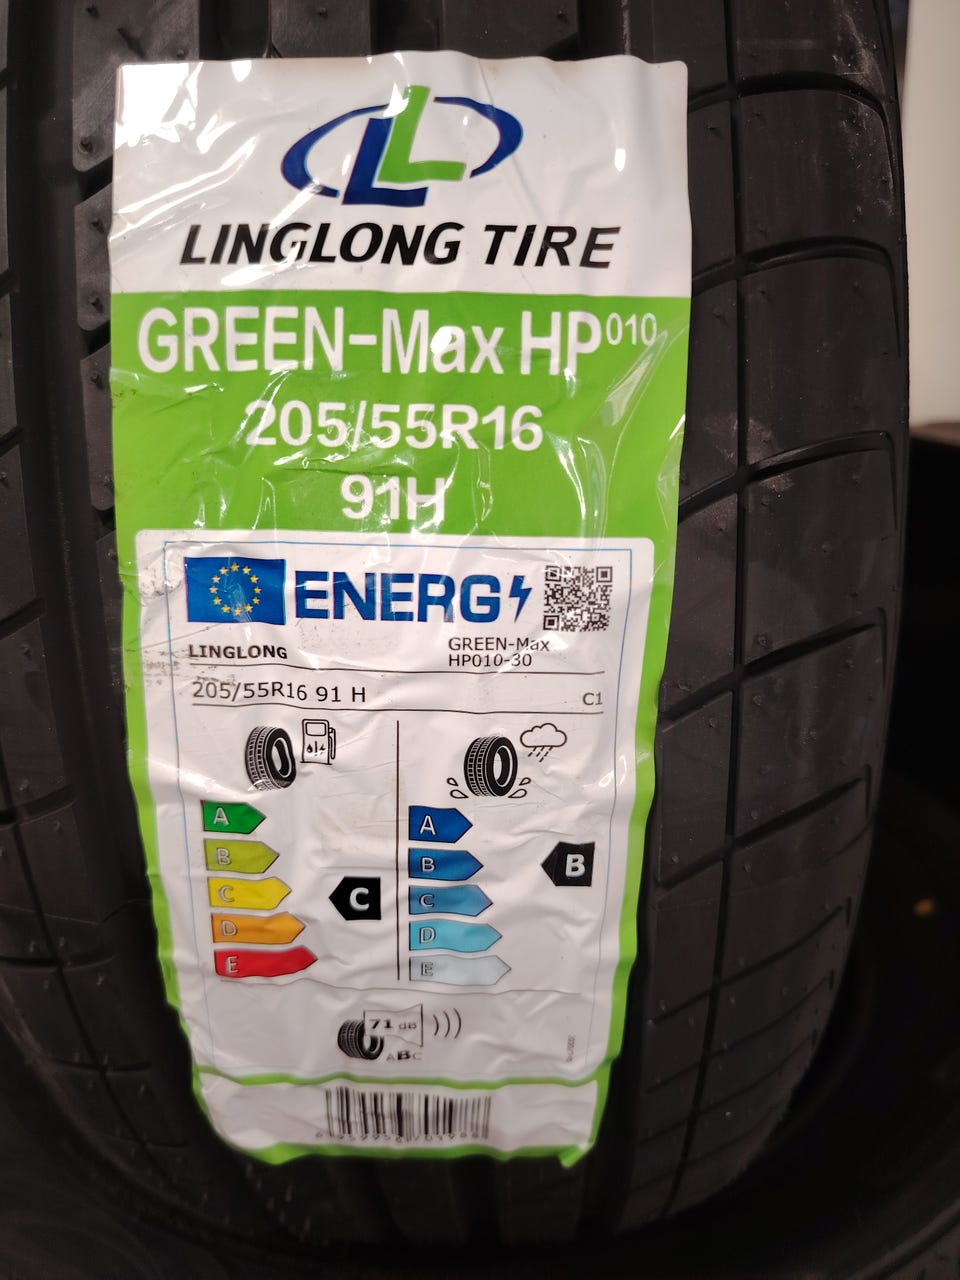 LINGLONG TIRE
GREEN-Max HP010
205/55R16
91H
ENERG
LINGLONG
GREEN-Max
HP010-30
205/55R16 91 H
C1
A
B
C
D
E
C
A
B
C
D
E
B
71 dB
ABC